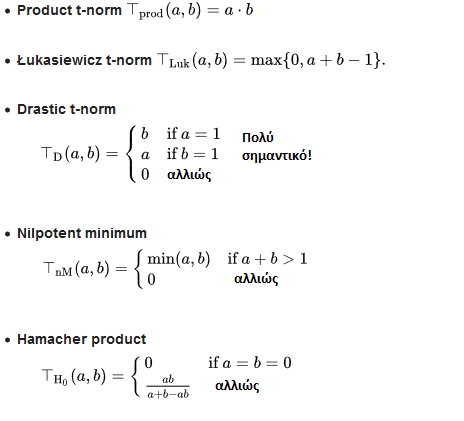 • Product t-norm ⊤prod(a, b) = a · b
• Łukasiewicz t-norm ⊤Luk(a, b) = max{0, a + b − 1}.
• Drastic t-norm
⊤D(a, b) = { b if a = 1 Πολύ
a if b = 1 σημαντικό!
0 αλλιώς
• Nilpotent minimum
⊤nM(a, b) = { min(a, b) if a + b > 1
0 αλλιώς
• Hamacher product
⊤H0(a, b) = { 0 if a = b = 0
ab/(a+b−ab) αλλιώς